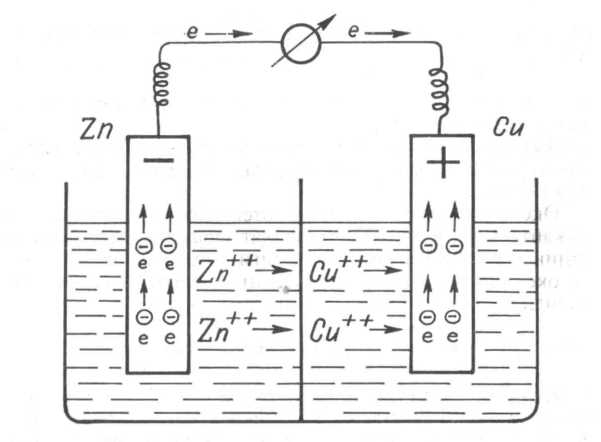 e → e →
Zn Cu
− +
⊖ ⊖ ⊖ ⊖
e e
Zn++ → Cu++ →
⊖ ⊖ ⊖ ⊖
Zn++ → Cu++ →
e e e e